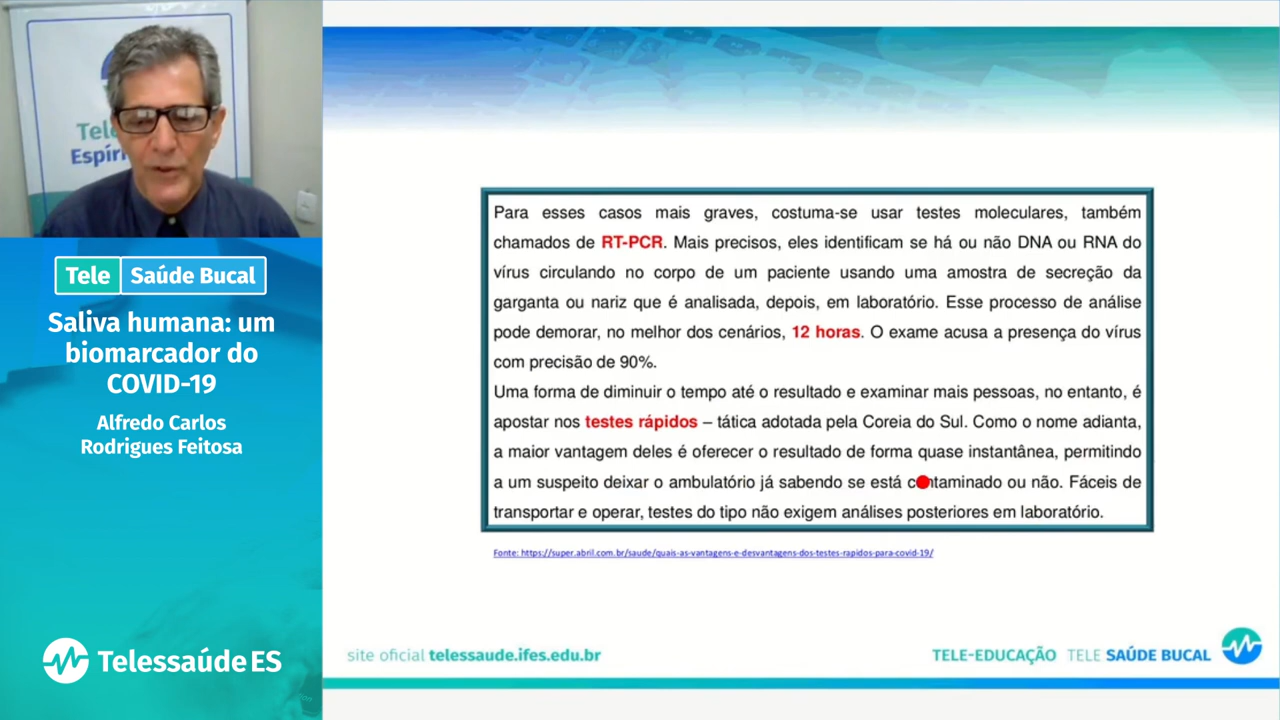 Tele
Espíri
Tele Saúde Bucal
Saliva humana: um
biomarcador do
COVID-19
Alfredo Carlos
Rodrigues Feitosa
Telessaúde ES
Para esses casos mais graves, costuma-se usar testes moleculares, também
chamados de RT-PCR. Mais precisos, eles identificam se há ou não DNA ou RNA do
vírus circulando no corpo de um paciente usando uma amostra de secreção da
garganta ou nariz que é analisada, depois, em laboratório. Esse processo de análise
pode demorar, no melhor dos cenários, 12 horas. O exame acusa a presença do vírus
com precisão de 90%.
Uma forma de diminuir o tempo até o resultado e examinar mais pessoas, no entanto, é
apostar nos testes rápidos – tática adotada pela Coreia do Sul. Como o nome adianta,
a maior vantagem deles é oferecer o resultado de forma quase instantânea, permitindo
a um suspeito deixar o ambulatório já sabendo se está contaminado ou não. Fáceis de
transportar e operar, testes do tipo não exigem análises posteriores em laboratório.
Fonte: https://super.abril.com.br/saude/quais-as-vantagens-e-desvantagens-dos-testes-rapidos-para-covid-19/
site oficial telessaude.ifes.edu.br
TELE-EDUCAÇÃO TELE SAÚDE BUCAL